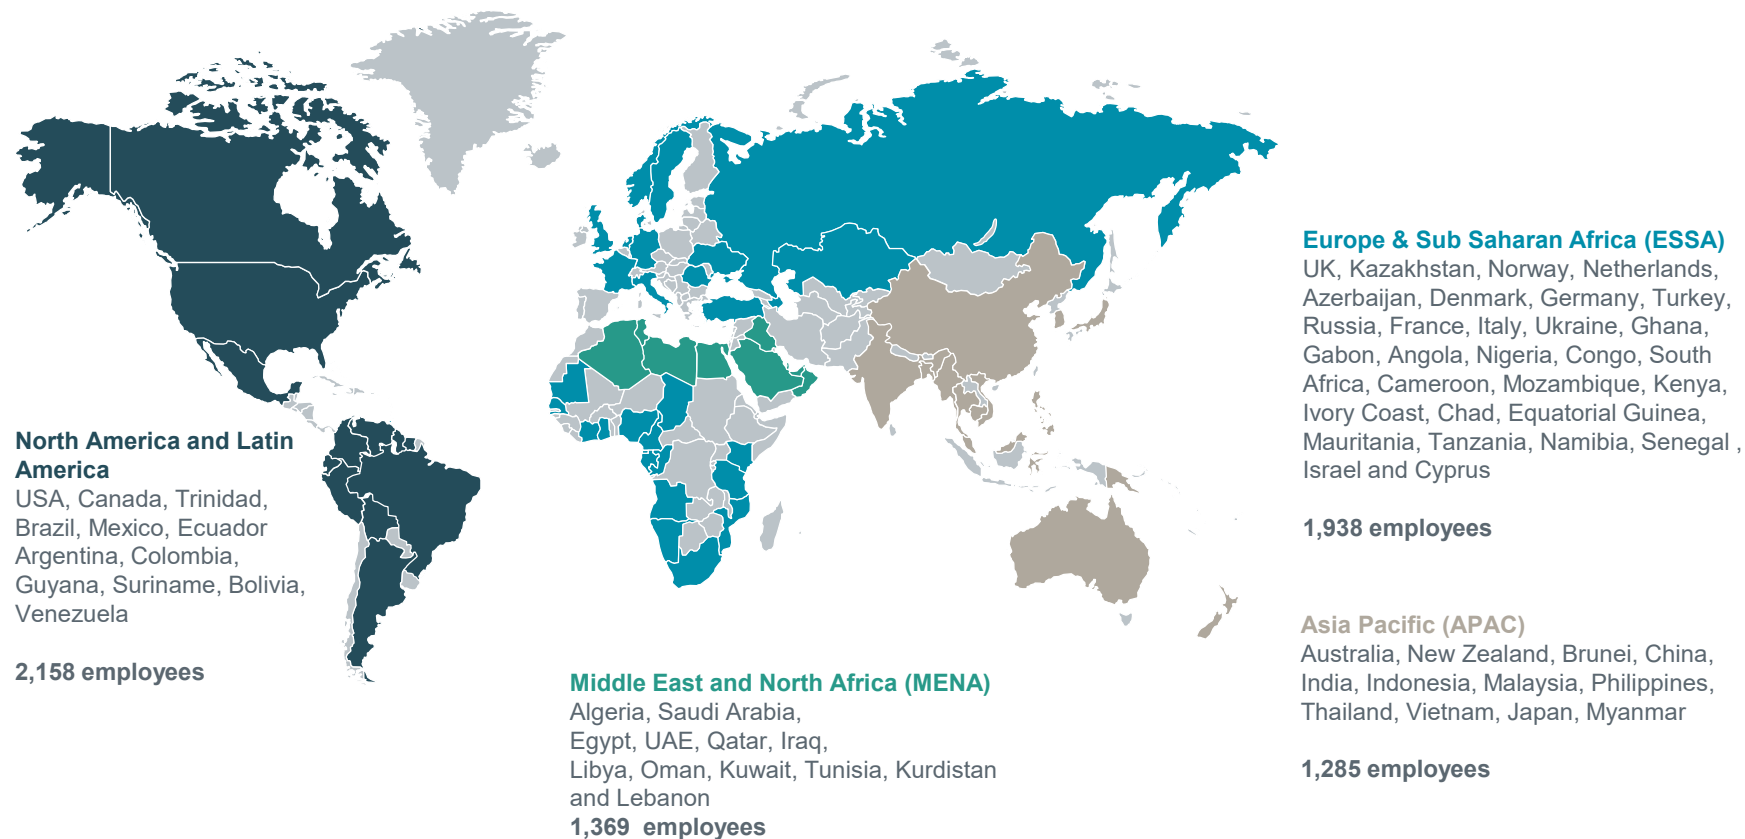 North America and Latin
America
USA, Canada, Trinidad,
Brazil, Mexico, Ecuador
Argentina, Colombia,
Guyana, Suriname, Bolivia,
Venezuela
2,158 employees
Middle East and North Africa (MENA)
Algeria, Saudi Arabia,
Egypt, UAE, Qatar, Iraq,
Libya, Oman, Kuwait, Tunisia, Kurdistan
and Lebanon
1,369 employees
Europe & Sub Saharan Africa (ESSA)
UK, Kazakhstan, Norway, Netherlands,
Azerbaijan, Denmark, Germany, Turkey,
Russia, France, Italy, Ukraine, Ghana,
Gabon, Angola, Nigeria, Congo, South
Africa, Cameroon, Mozambique, Kenya,
Ivory Coast, Chad, Equatorial Guinea,
Mauritania, Tanzania, Namibia, Senegal ,
Israel and Cyprus
1,938 employees
Asia Pacific (APAC)
Australia, New Zealand, Brunei, China,
India, Indonesia, Malaysia, Philippines,
Thailand, Vietnam, Japan, Myanmar
1,285 employees